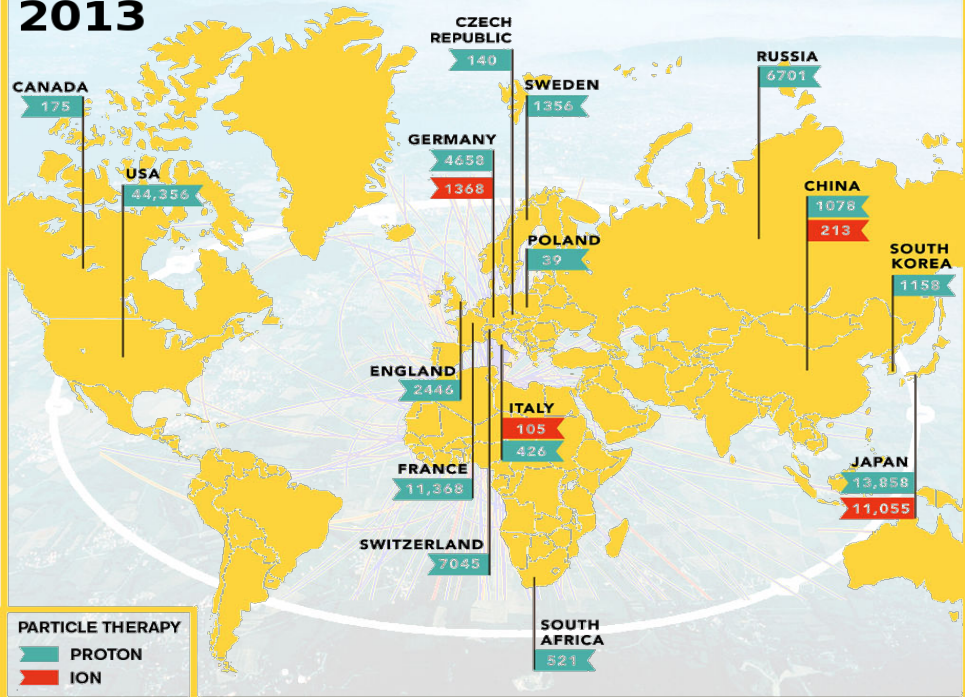 2013
CZECH
REPUBLIC
140
RUSSIA
6701
CANADA
175
SWEDEN
1356
GERMANY
4658
1368
USA
44,356
CHINA
1078
213
POLAND
39
SOUTH
KOREA
1158
ENGLAND
2446
ITALY
105
426
FRANCE
11,368
JAPAN
13,858
11,055
SWITZERLAND
7045
SOUTH
AFRICA
521
PARTICLE THERAPY
PROTON
ION